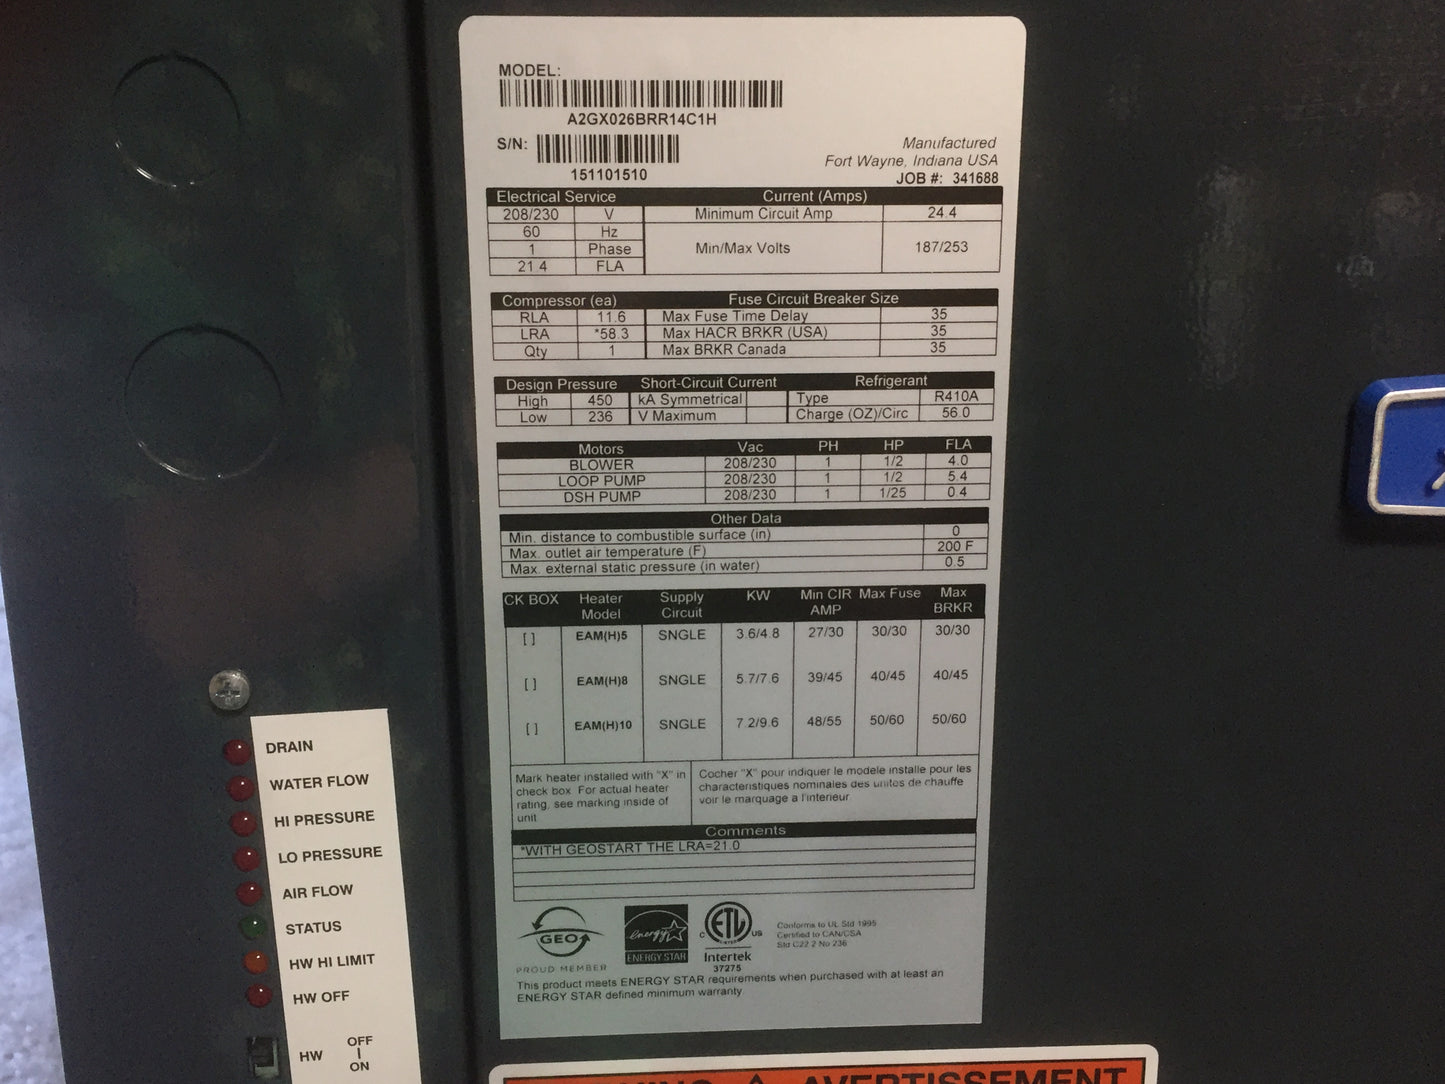 MODEL:
A2GX026BRR14C1H
S/N:
151101510
Manufactured
Fort Wayne, Indiana USA
JOB #: 341688
Electrical Service Current (Amps)
208/230 V Minimum Circuit Amp 24.4
60 Hz
1 Phase Min/Max Volts 187/253
21.4 FLA
Compressor (ea) Fuse Circuit Breaker Size
RLA 11.6 Max Fuse Time Delay 35
LRA *58.3 Max HACR BRKR (USA) 35
Qty 1 Max BRKR Canada 35
Design Pressure Short-Circuit Current Refrigerant
High 450 kA Symmetrical Type R410A
Low 236 V Maximum Charge (OZ)/Circ 56.0
Motors Vac PH HP FLA
BLOWER 208/230 1 1/2 4.0
LOOP PUMP 208/230 1 1/2 5.4
DSH PUMP 208/230 1 1/25 0.4
Other Data
Min. distance to combustible surface (in) 0
Max. outlet air temperature (F) 200 F
Max. external static pressure (in water) 0.5
CK BOX Heater Supply KW Min CIR Max Fuse Max
Model Circuit AMP BRKR
[ ] EAM(H)5 SNGLE 3.6/4.8 27/30 30/30 30/30
[ ] EAM(H)8 SNGLE 5.7/7.6 39/45 40/45 40/45
[ ] EAM(H)10 SNGLE 7.2/9.6 48/55 50/60 50/60
Mark heater installed with "X" in
check box. For actual heater
rating, see marking inside of
unit
Cocher "X" pour indiquer le modele installe pour les
characteristiques nominales des unites de chauffe
voir le marquage a l'interieur
Comments
*WITH GEOSTART THE LRA=21.0
GEO
PROUD MEMBER
energy
ENERGY STAR
ETL
LISTED
C US
Intertek
37275
Conforms to UL Std 1995
Certified to CAN/CSA
Std C22.2 No 236
This product meets ENERGY STAR requirements when purchased with at least an
ENERGY STAR defined minimum warranty
DRAIN
WATER FLOW
HI PRESSURE
LO PRESSURE
AIR FLOW
STATUS
HW HI LIMIT
HW OFF
HW OFF
ON
AVERTISSEMENT